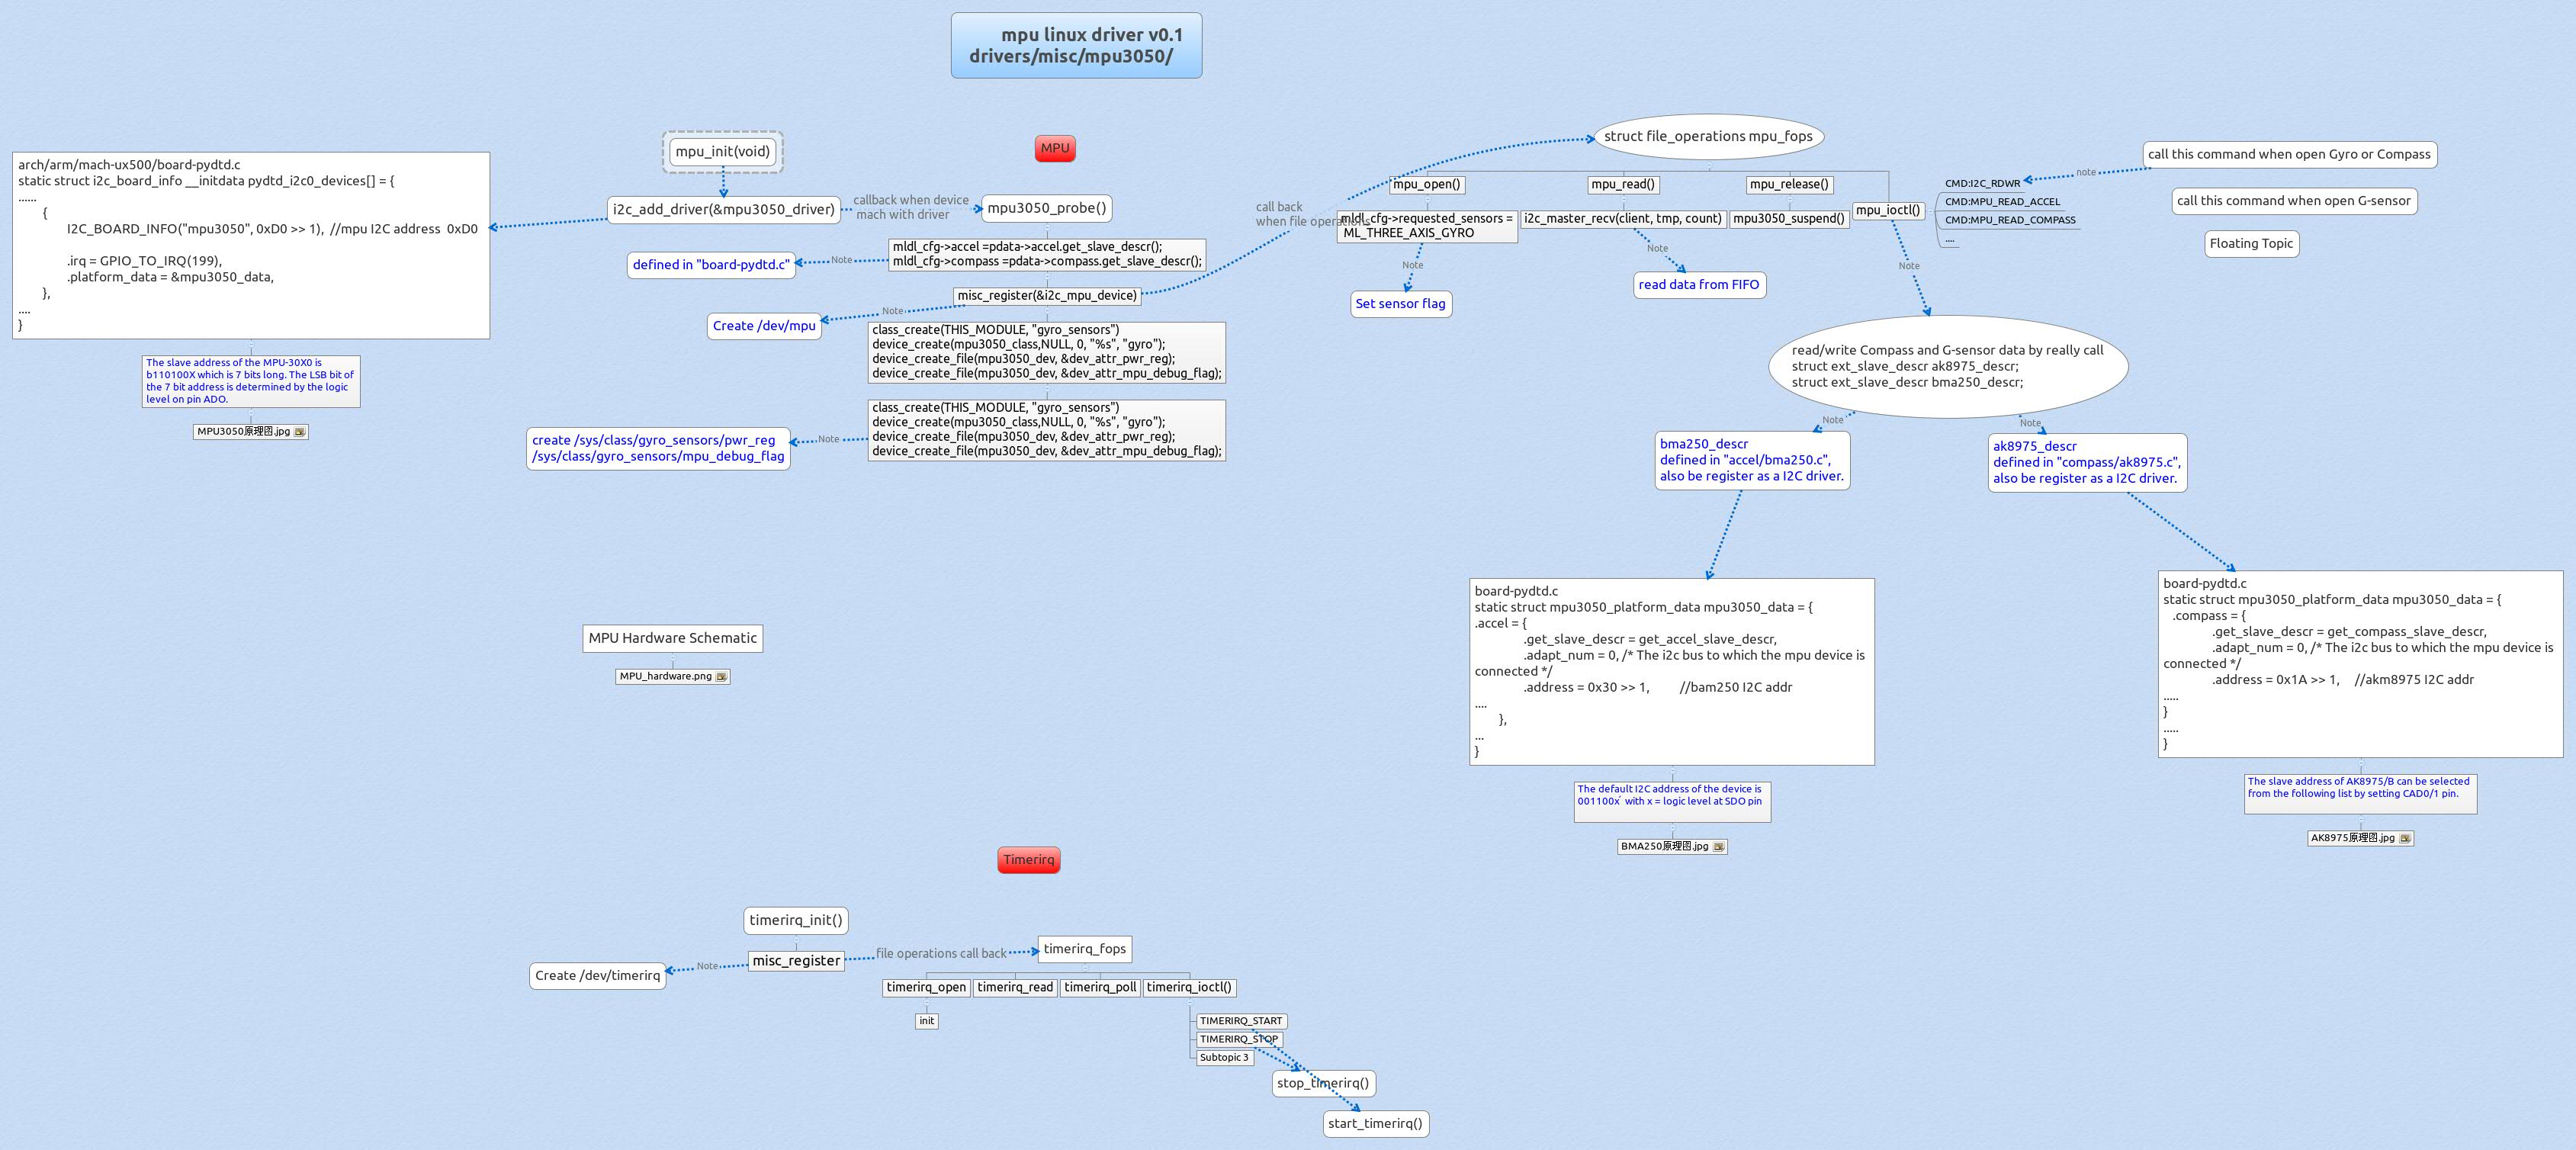 mpu linux driver v0.1
drivers/misc/mpu3050/
MPU
mpu_init(void)
i2c_add_driver(&mpu3050_driver)
callback when device
mach with driver
mpu3050_probe()
arch/arm/mach-ux500/board-pydtd.c
static struct i2c_board_info __initdata pydtd_i2c0_devices[] = {
......
{
I2C_BOARD_INFO("mpu3050", 0xD0 >> 1), //mpu I2C address 0xD0
.irq = GPIO_TO_IRQ(199),
.platform_data = &mpu3050_data,
},
....
}
The slave address of the MPU-30X0 is
b110100X which is 7 bits long. The LSB bit of
the 7 bit address is determined by the logic
level on pin ADO.
MPU3050原理图.jpg
mldl_cfg->accel =pdata->accel.get_slave_descr();
mldl_cfg->compass =pdata->compass.get_slave_descr();
Note
defined in "board-pydtd.c"
misc_register(&i2c_mpu_device)
Note
Create /dev/mpu
class_create(THIS_MODULE, "gyro_sensors")
device_create(mpu3050_class,NULL, 0, "%s", "gyro");
device_create_file(mpu3050_dev, &dev_attr_pwr_reg);
device_create_file(mpu3050_dev, &dev_attr_mpu_debug_flag);
class_create(THIS_MODULE, "gyro_sensors")
device_create(mpu3050_class,NULL, 0, "%s", "gyro");
device_create_file(mpu3050_dev, &dev_attr_pwr_reg);
device_create_file(mpu3050_dev, &dev_attr_mpu_debug_flag);
Note
create /sys/class/gyro_sensors/pwr_reg
/sys/class/gyro_sensors/mpu_debug_flag
call back
when file operations
struct file_operations mpu_fops
mpu_open()
mpu_read()
mpu_release()
mpu_ioctl()
mldl_cfg->requested_sensors =
ML_THREE_AXIS_GYRO
i2c_master_recv(client, tmp, count)
mpu3050_suspend()
Note
Set sensor flag
Note
read data from FIFO
CMD:I2C_RDWR
CMD:MPU_READ_ACCEL
CMD:MPU_READ_COMPASS
....
note
call this command when open Gyro or Compass
call this command when open G-sensor
Floating Topic
Note
read/write Compass and G-sensor data by really call
struct ext_slave_descr ak8975_descr;
struct ext_slave_descr bma250_descr;
Note
bma250_descr
defined in "accel/bma250.c",
also be register as a I2C driver.
Note
ak8975_descr
defined in "compass/ak8975.c",
also be register as a I2C driver.
board-pydtd.c
static struct mpu3050_platform_data mpu3050_data = {
.accel = {
.get_slave_descr = get_accel_slave_descr,
.adapt_num = 0, /* The i2c bus to which the mpu device is
connected */
.address = 0x30 >> 1, //bam250 I2C addr
....
},
...
}
The default I2C address of the device is
001100x´ with x = logic level at SDO pin
BMA250原理图.jpg
board-pydtd.c
static struct mpu3050_platform_data mpu3050_data = {
.compass = {
.get_slave_descr = get_compass_slave_descr,
.adapt_num = 0, /* The i2c bus to which the mpu device is
connected */
.address = 0x1A >> 1, //akm8975 I2C addr
.....
}
.....
}
The slave address of AK8975/B can be selected
from the following list by setting CAD0/1 pin.
AK8975原理图.jpg
MPU Hardware Schematic
MPU_hardware.png
Timerirq
timerirq_init()
misc_register
Note
Create /dev/timerirq
file operations call back
timerirq_fops
timerirq_open
timerirq_read
timerirq_poll
timerirq_ioctl()
init
TIMERIRQ_START
TIMERIRQ_STOP
Subtopic 3
stop_timerirq()
start_timerirq()